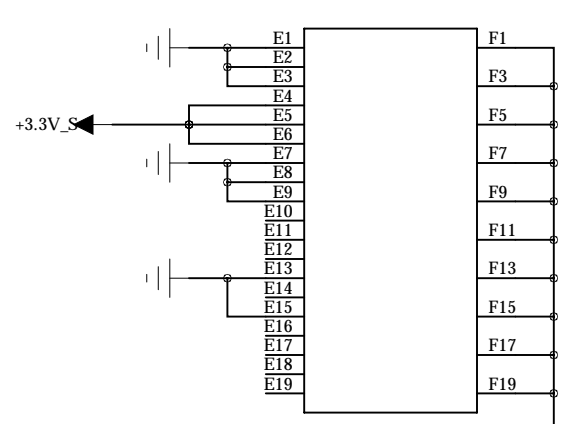 E1 F1
E2
E3 F3
E4
+3.3V_S E5 F5
E6
E7 F7
E8
E9 F9
E10
E11 F11
E12
E13 F13
E14
E15 F15
E16
E17 F17
E18
E19 F19